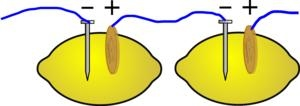 − + − +